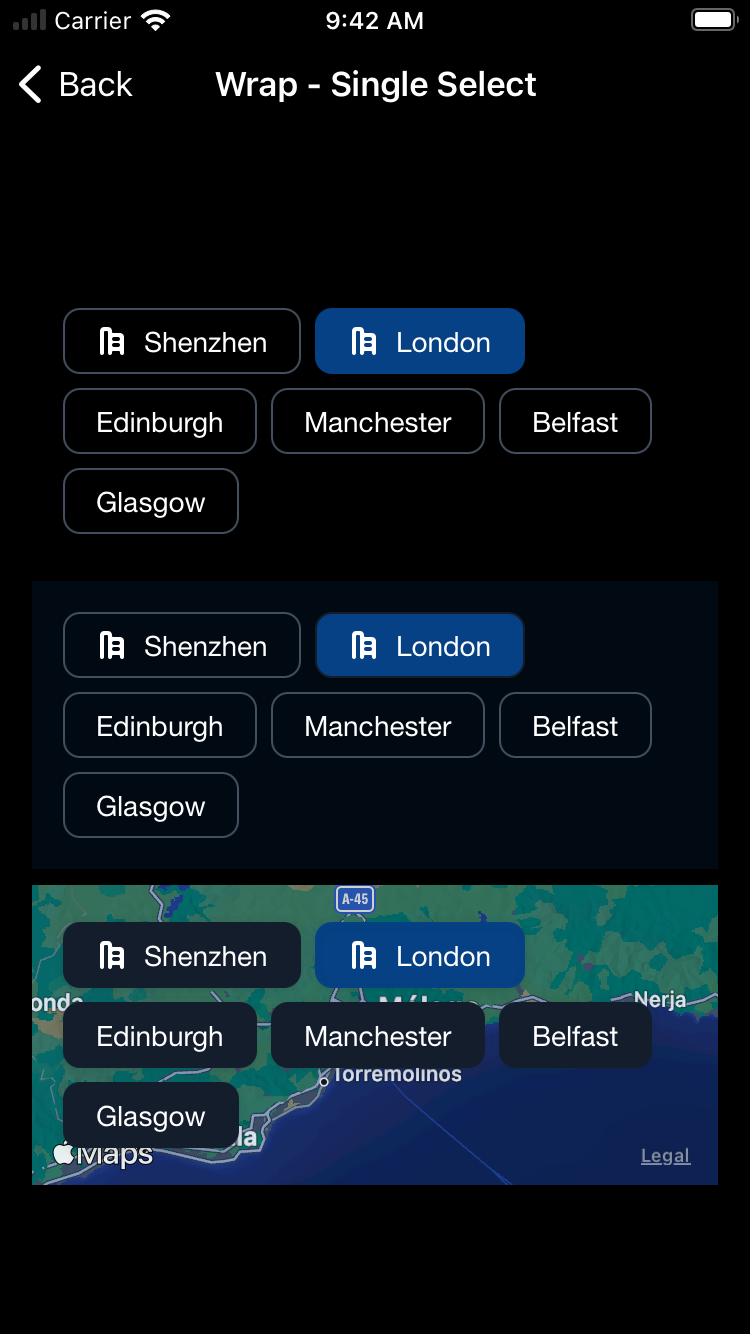 Carrier 9:42 AM
Back Wrap - Single Select
Shenzhen London
Edinburgh Manchester Belfast
Glasgow
Shenzhen London
Edinburgh Manchester Belfast
Glasgow
A-45
Shenzhen London
Nerja
Edinburgh Manchester Belfast
Torremolinos
Glasgow
Maps Legal